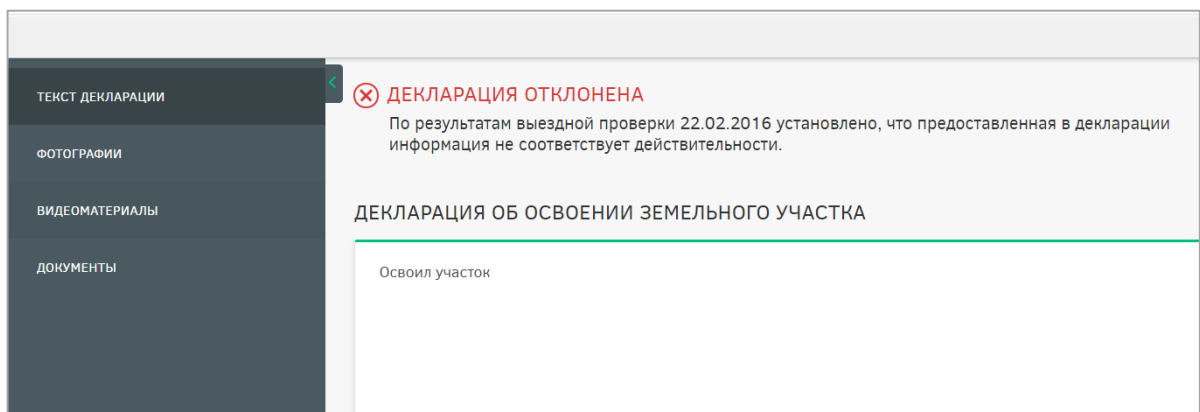 ТЕКСТ ДЕКЛАРАЦИИ
ФОТОГРАФИИ
ВИДЕОМАТЕРИАЛЫ
ДОКУМЕНТЫ
ДЕКЛАРАЦИЯ ОТКЛОНЕНА
По результатам выездной проверки 22.02.2016 установлено, что предоставленная в декларации
информация не соответствует действительности.
ДЕКЛАРАЦИЯ ОБ ОСВОЕНИИ ЗЕМЕЛЬНОГО УЧАСТКА
Освоил участок